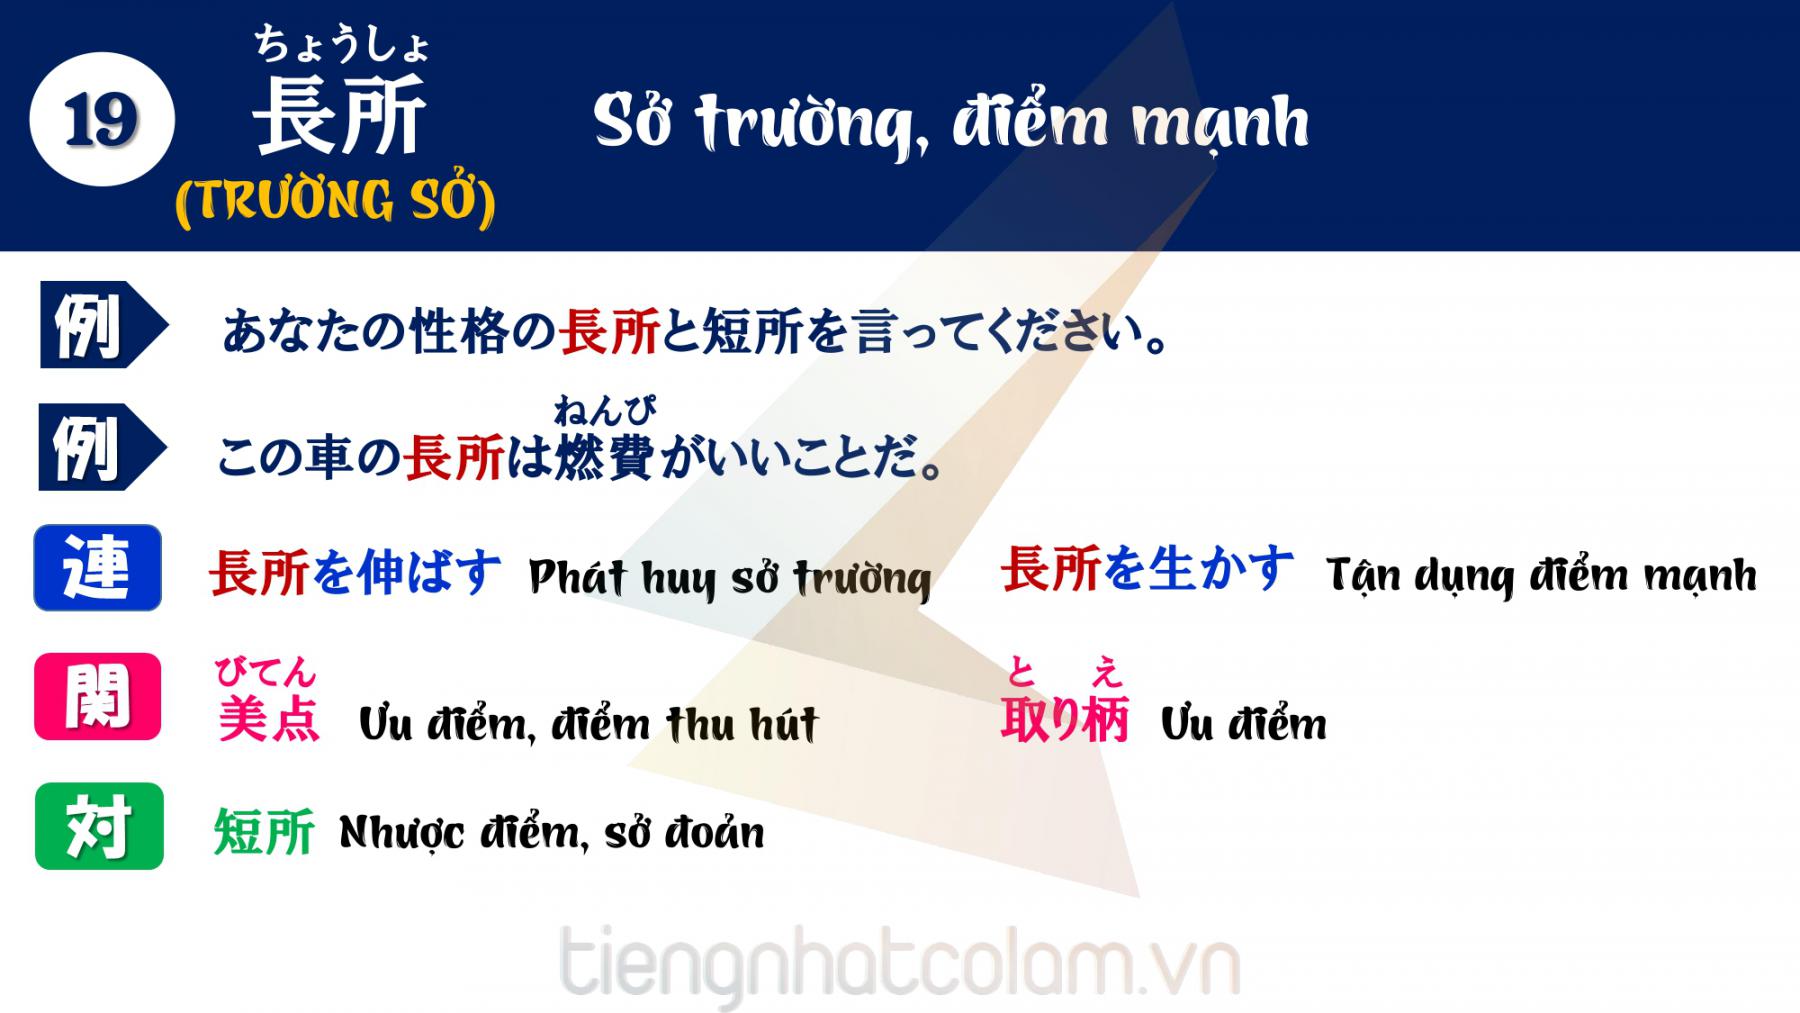 19
ちょうしょ
長所
(TRƯỜNG SỞ)
Sở trường, điểm mạnh
例
あなたの性格の長所と短所を言ってください。
例
ねんぴ
この車の長所は燃費がいいことだ。
連
長所を伸ばす Phát huy sở trường
長所を生かす Tận dụng điểm mạnh
関
びてん
美点 Ưu điểm, điểm thu hút
と え
取り柄 Ưu điểm
対
短所 Nhược điểm, sở đoản
tiengnhatcolam.vn